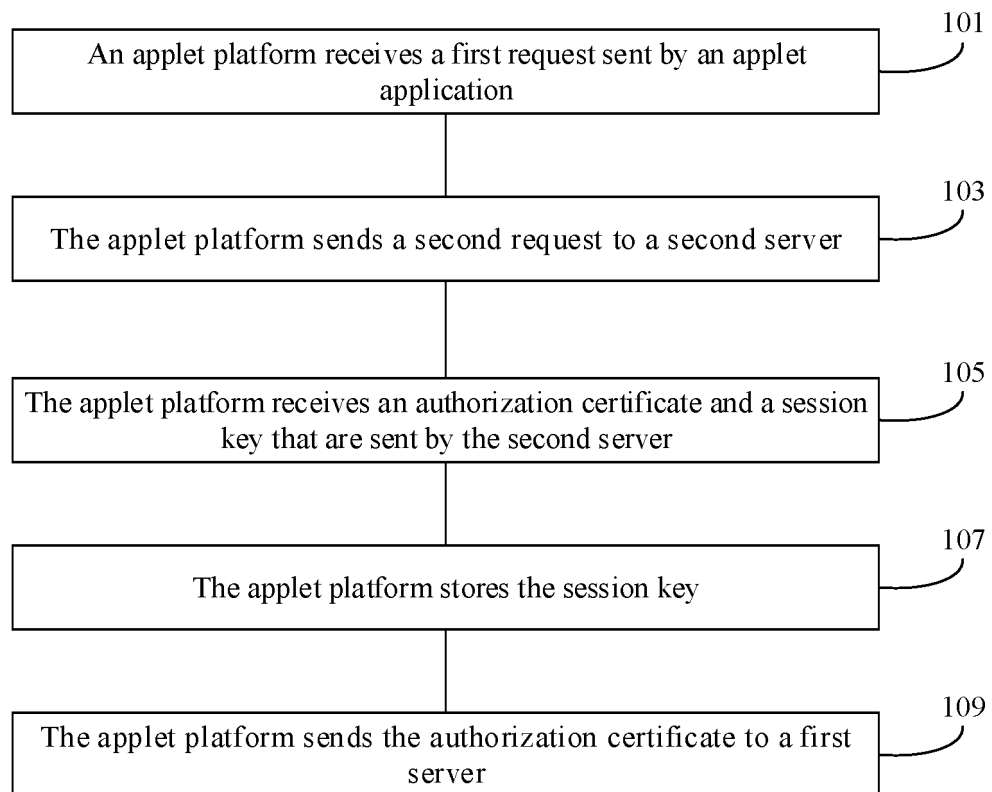 101
An applet platform receives a first request sent by an applet
application
103
The applet platform sends a second request to a second server
105
The applet platform receives an authorization certificate and a session
key that are sent by the second server
107
The applet platform stores the session key
109
The applet platform sends the authorization certificate to a first
server